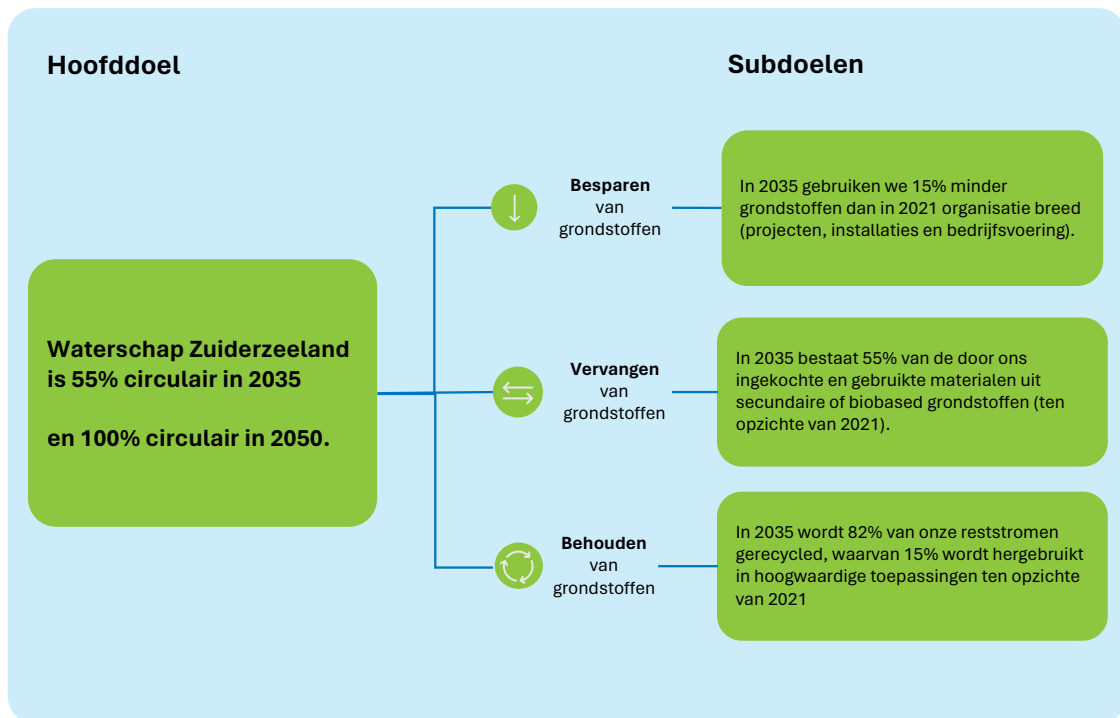 Hoofddoel
Subdoelen
Waterschap Zuiderzeeland
is 55% circulair in 2035
en 100% circulair in 2050.
Besparen
van
grondstoffen
In 2035 gebruiken we 15% minder
grondstoffen dan in 2021 organisatie breed
(projecten, installaties en bedrijfsvoering).
Vervangen
van
grondstoffen
In 2035 bestaat 55% van de door ons
ingekochte en gebruikte materialen uit
secundaire of biobased grondstoffen (ten
opzichte van 2021).
Behouden
van
grondstoffen
In 2035 wordt 82% van onze reststromen
gerecycled, waarvan 15% wordt hergebruikt
in hoogwaardige toepassingen ten opzichte
van 2021